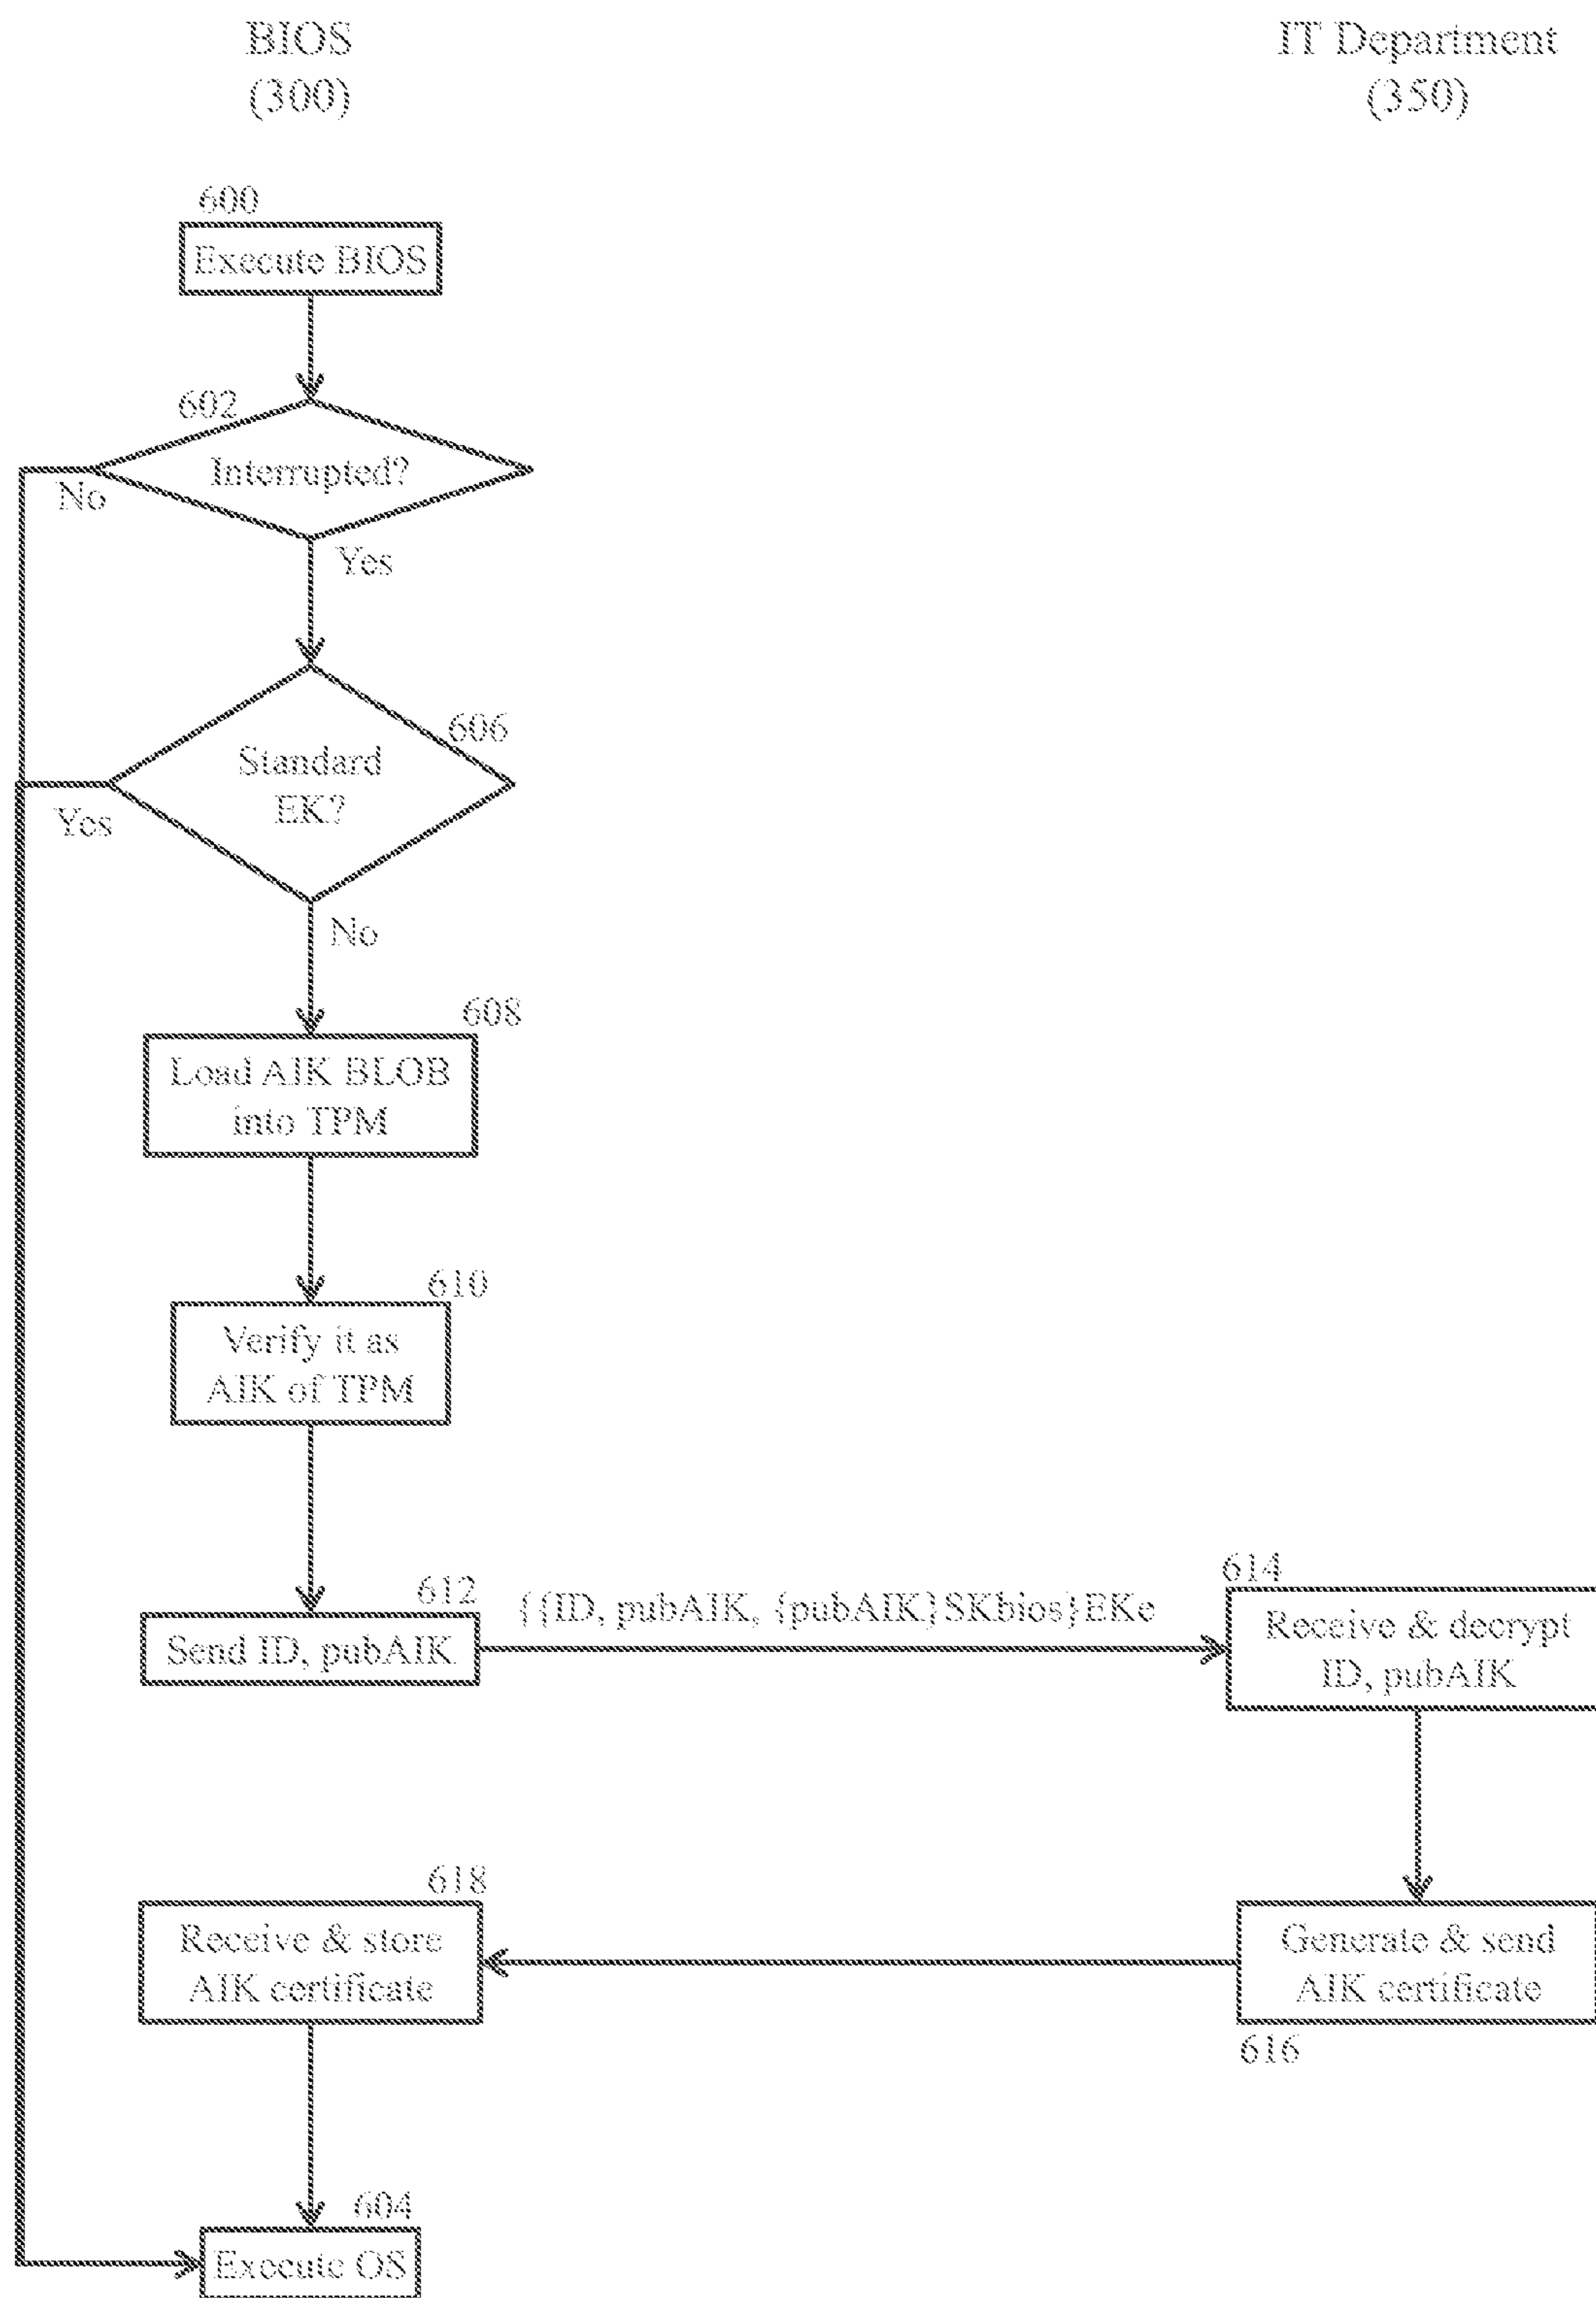 BIOS
(300)
IT Department
(350)
600
Execute BIOS
602
Interrupted?
No
Yes
606
Standard
EK?
Yes
No
608
Load AIK BLOB
into TPM
610
Verify it as
AIK of TPM
612
Send ID, pubAIK
{{ID, pubAIK, {pubAIK}SKbios}EKe
614
Receive & decrypt
ID, pubAIK
618
Receive & store
AIK certificate
Generate & send
AIK certificate
616
604
Execute OS